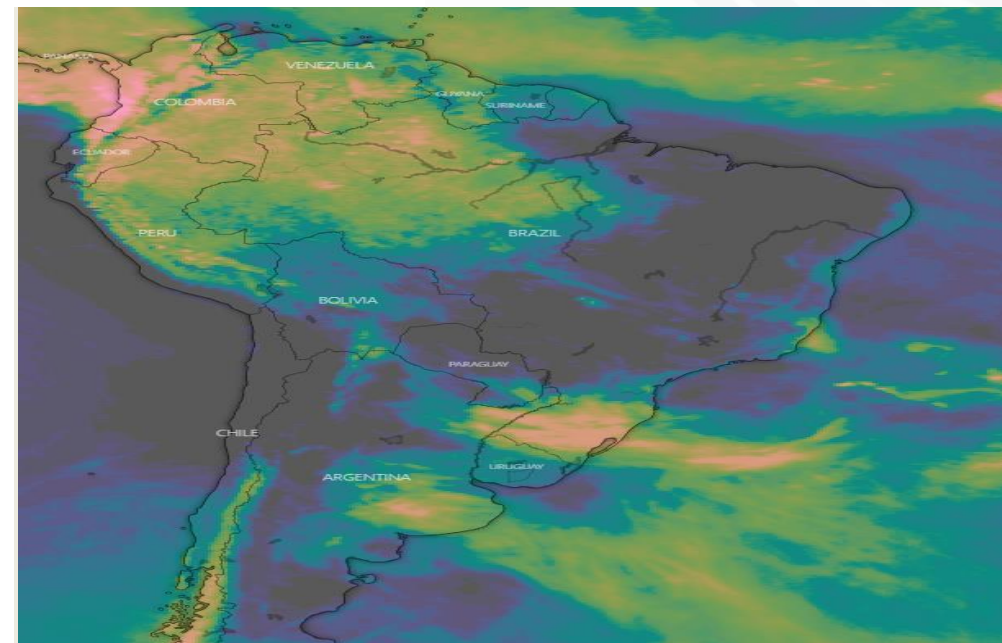 PANAMA
VENEZUELA
COLOMBIA
GUYANA
SURINAME
ECUADOR
PERU
BRAZIL
BOLIVIA
PARAGUAY
CHILE
URUGUAY
ARGENTINA